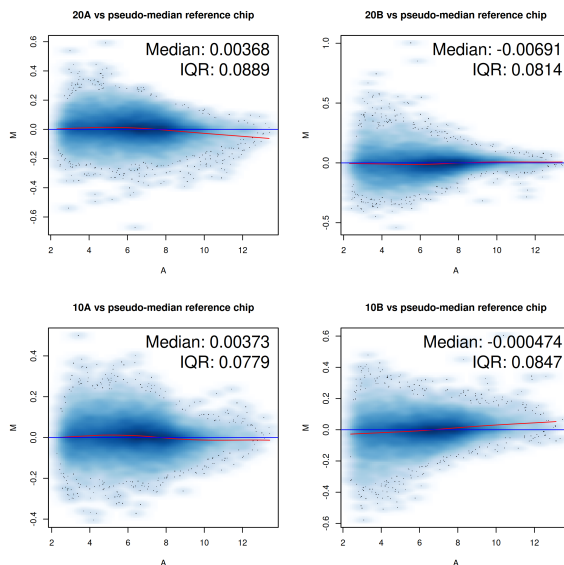 20A vs pseudo-median reference chip
Median: 0.00368
IQR: 0.0889
M
0.6
0.4
0.2
0.0
-0.2
-0.4
-0.6
2 4 6 8 10 12
A
20B vs pseudo-median reference chip
Median: -0.00691
IQR: 0.0814
M
1.0
0.5
0.0
-0.5
2 4 6 8 10 12
A
10A vs pseudo-median reference chip
Median: 0.00373
IQR: 0.0779
M
0.4
0.2
0.0
-0.2
-0.4
2 4 6 8 10 12
A
10B vs pseudo-median reference chip
Median: -0.000474
IQR: 0.0847
M
0.6
0.4
0.2
0.0
-0.2
-0.4
-0.6
2 4 6 8 10 12
A